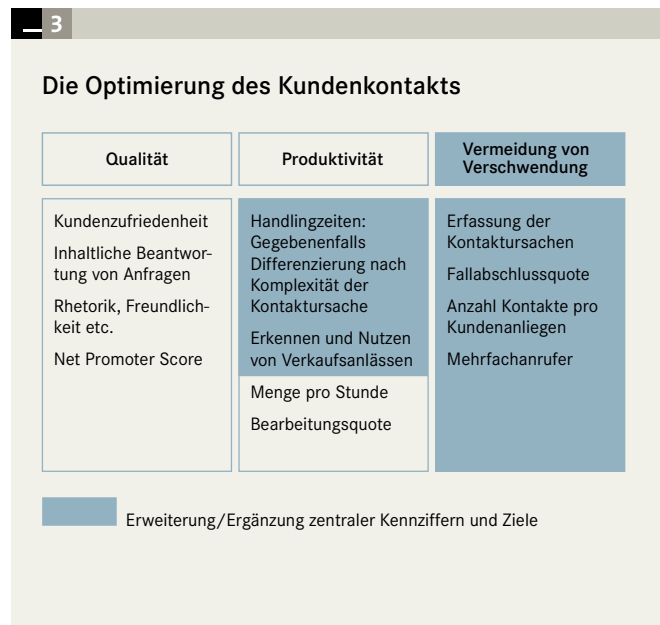 3
Die Optimierung des Kundenkontakts
Qualität
Produktivität
Vermeidung von
Verschwendung
Kundenzufriedenheit
Inhaltliche Beantwor-
tung von Anfragen
Rhetorik, Freundlich-
keit etc.
Net Promoter Score
Handlingzeiten:
Gegebenenfalls
Differenzierung nach
Komplexität der
Kontaktursache
Erkennen und Nutzen
von Verkaufsanlässen
Menge pro Stunde
Bearbeitungsquote
Erfassung der
Kontaktursachen
Fallabschlussquote
Anzahl Kontakte pro
Kundenanliegen
Mehrfachanrufer
Erweiterung/Ergänzung zentraler Kennziffern und Ziele